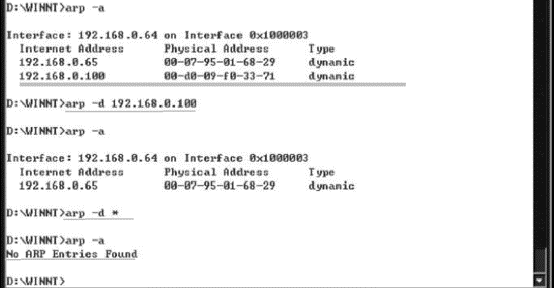 D:\WINNT>arp -a
Interface: 192.168.0.64 on Interface 0x1000003
Internet Address Physical Address Type
192.168.0.65 00-07-95-01-68-29 dynamic
192.168.0.100 00-d0-09-f0-33-71 dynamic
D:\WINNT>arp -d 192.168.0.100
D:\WINNT>arp -a
Interface: 192.168.0.64 on Interface 0x1000003
Internet Address Physical Address Type
192.168.0.65 00-07-95-01-68-29 dynamic
D:\WINNT>arp -d *
D:\WINNT>arp -a
No ARP Entries Found
D:\WINNT>